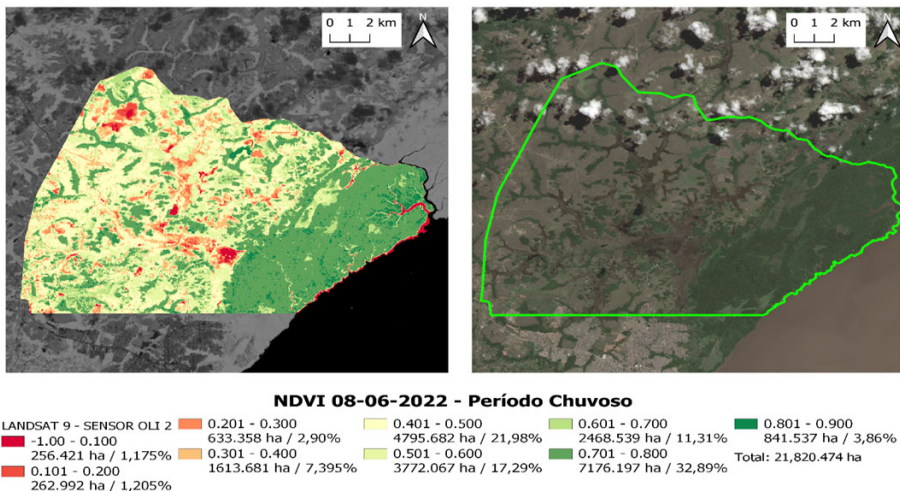 0 1 2 km
N
0 1 2 km
N
NDVI 08-06-2022 - Período Chuvoso
LANDSAT 9 - SENSOR OLI 2
-1.00 - 0.100
256.421 ha / 1,175%
0.101 - 0.200
262.992 ha / 1,205%
0.201 - 0.300
633.358 ha / 2,90%
0.301 - 0.400
1613.681 ha / 7,395%
0.401 - 0.500
4795.682 ha / 21,98%
0.501 - 0.600
3772.067 ha / 17,29%
0.601 - 0.700
2468.539 ha / 11,31%
0.701 - 0.800
7176.197 ha / 32,89%
0.801 - 0.900
841.537 ha / 3,86%
Total: 21,820.474 ha